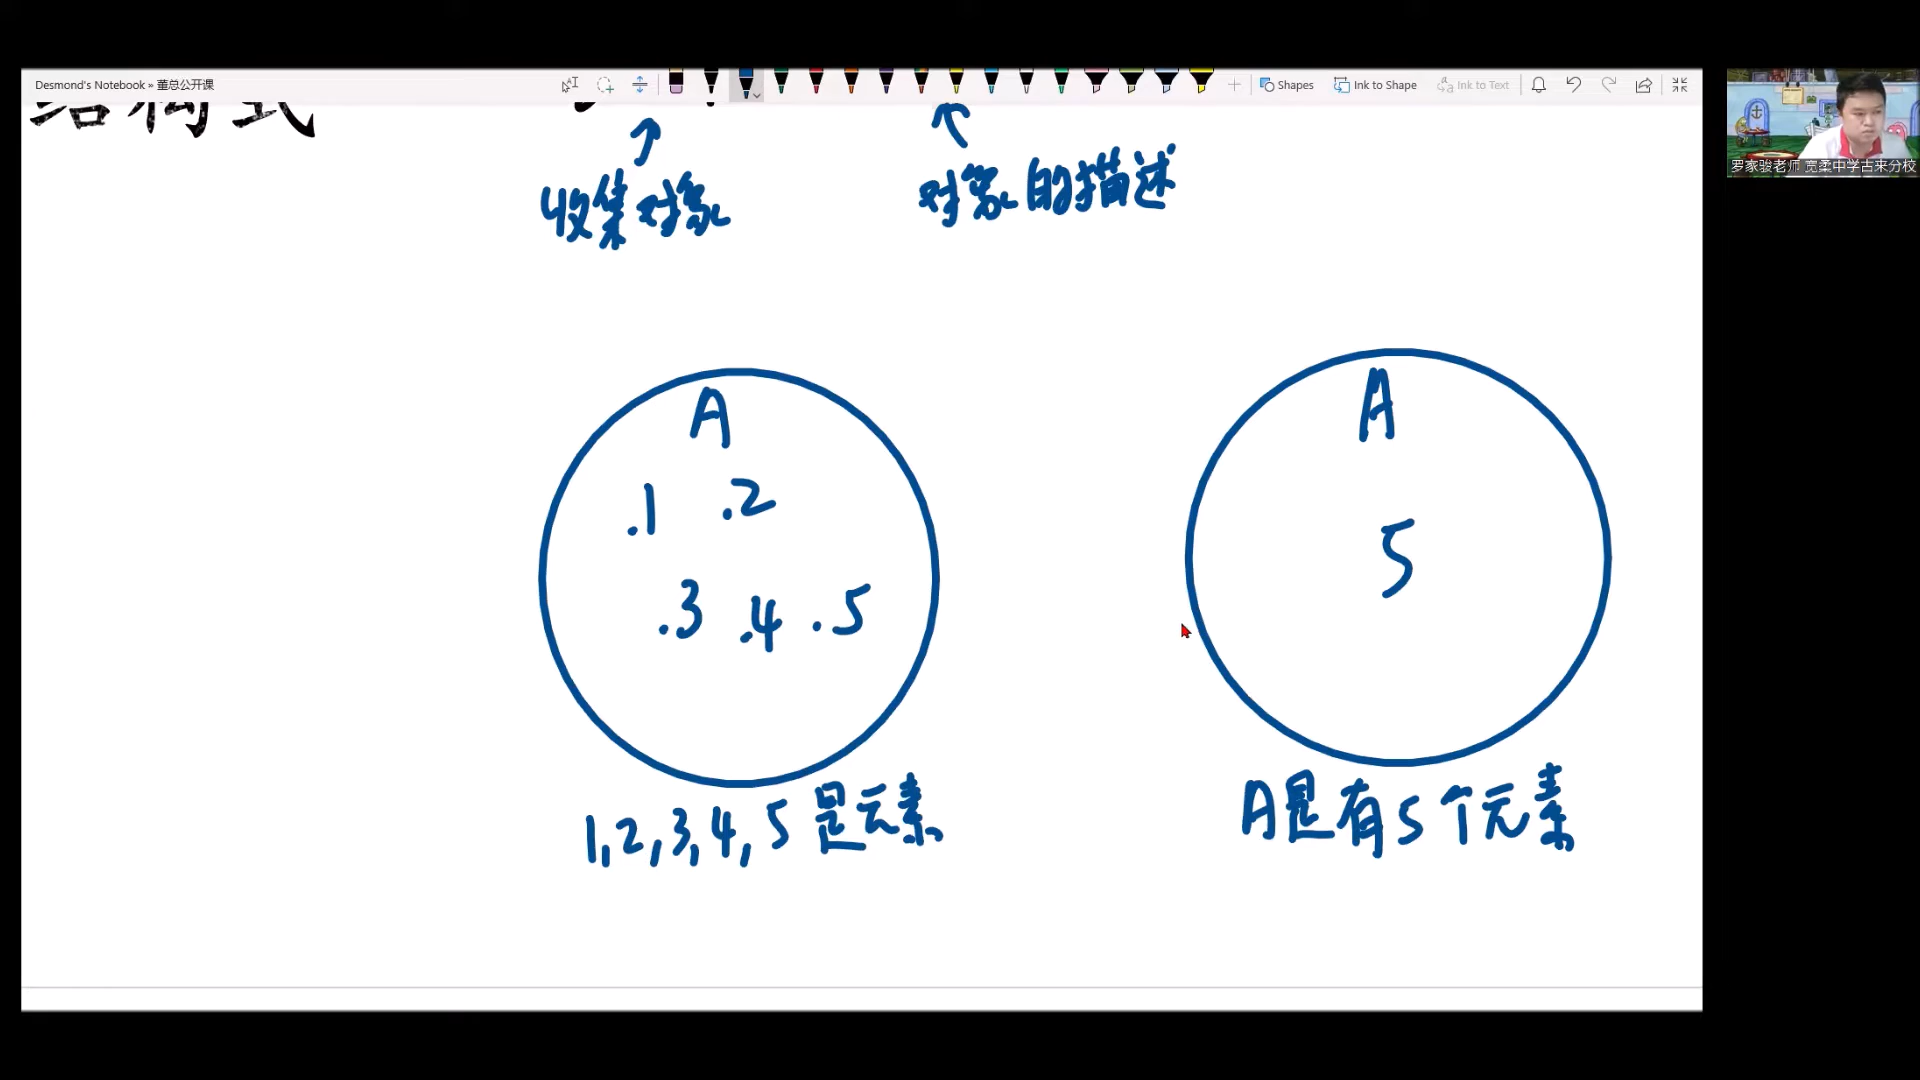 Desmond's Notebook » 董总公开课
Shapes
Ink to Shape
Ink to Text
结构式
收集对象
对象的描述
罗家骏老师 宽柔中学古来分校
A
.1 .2
.3 .4 .5
1,2,3,4,5是元素
A
5
A是有5个元素